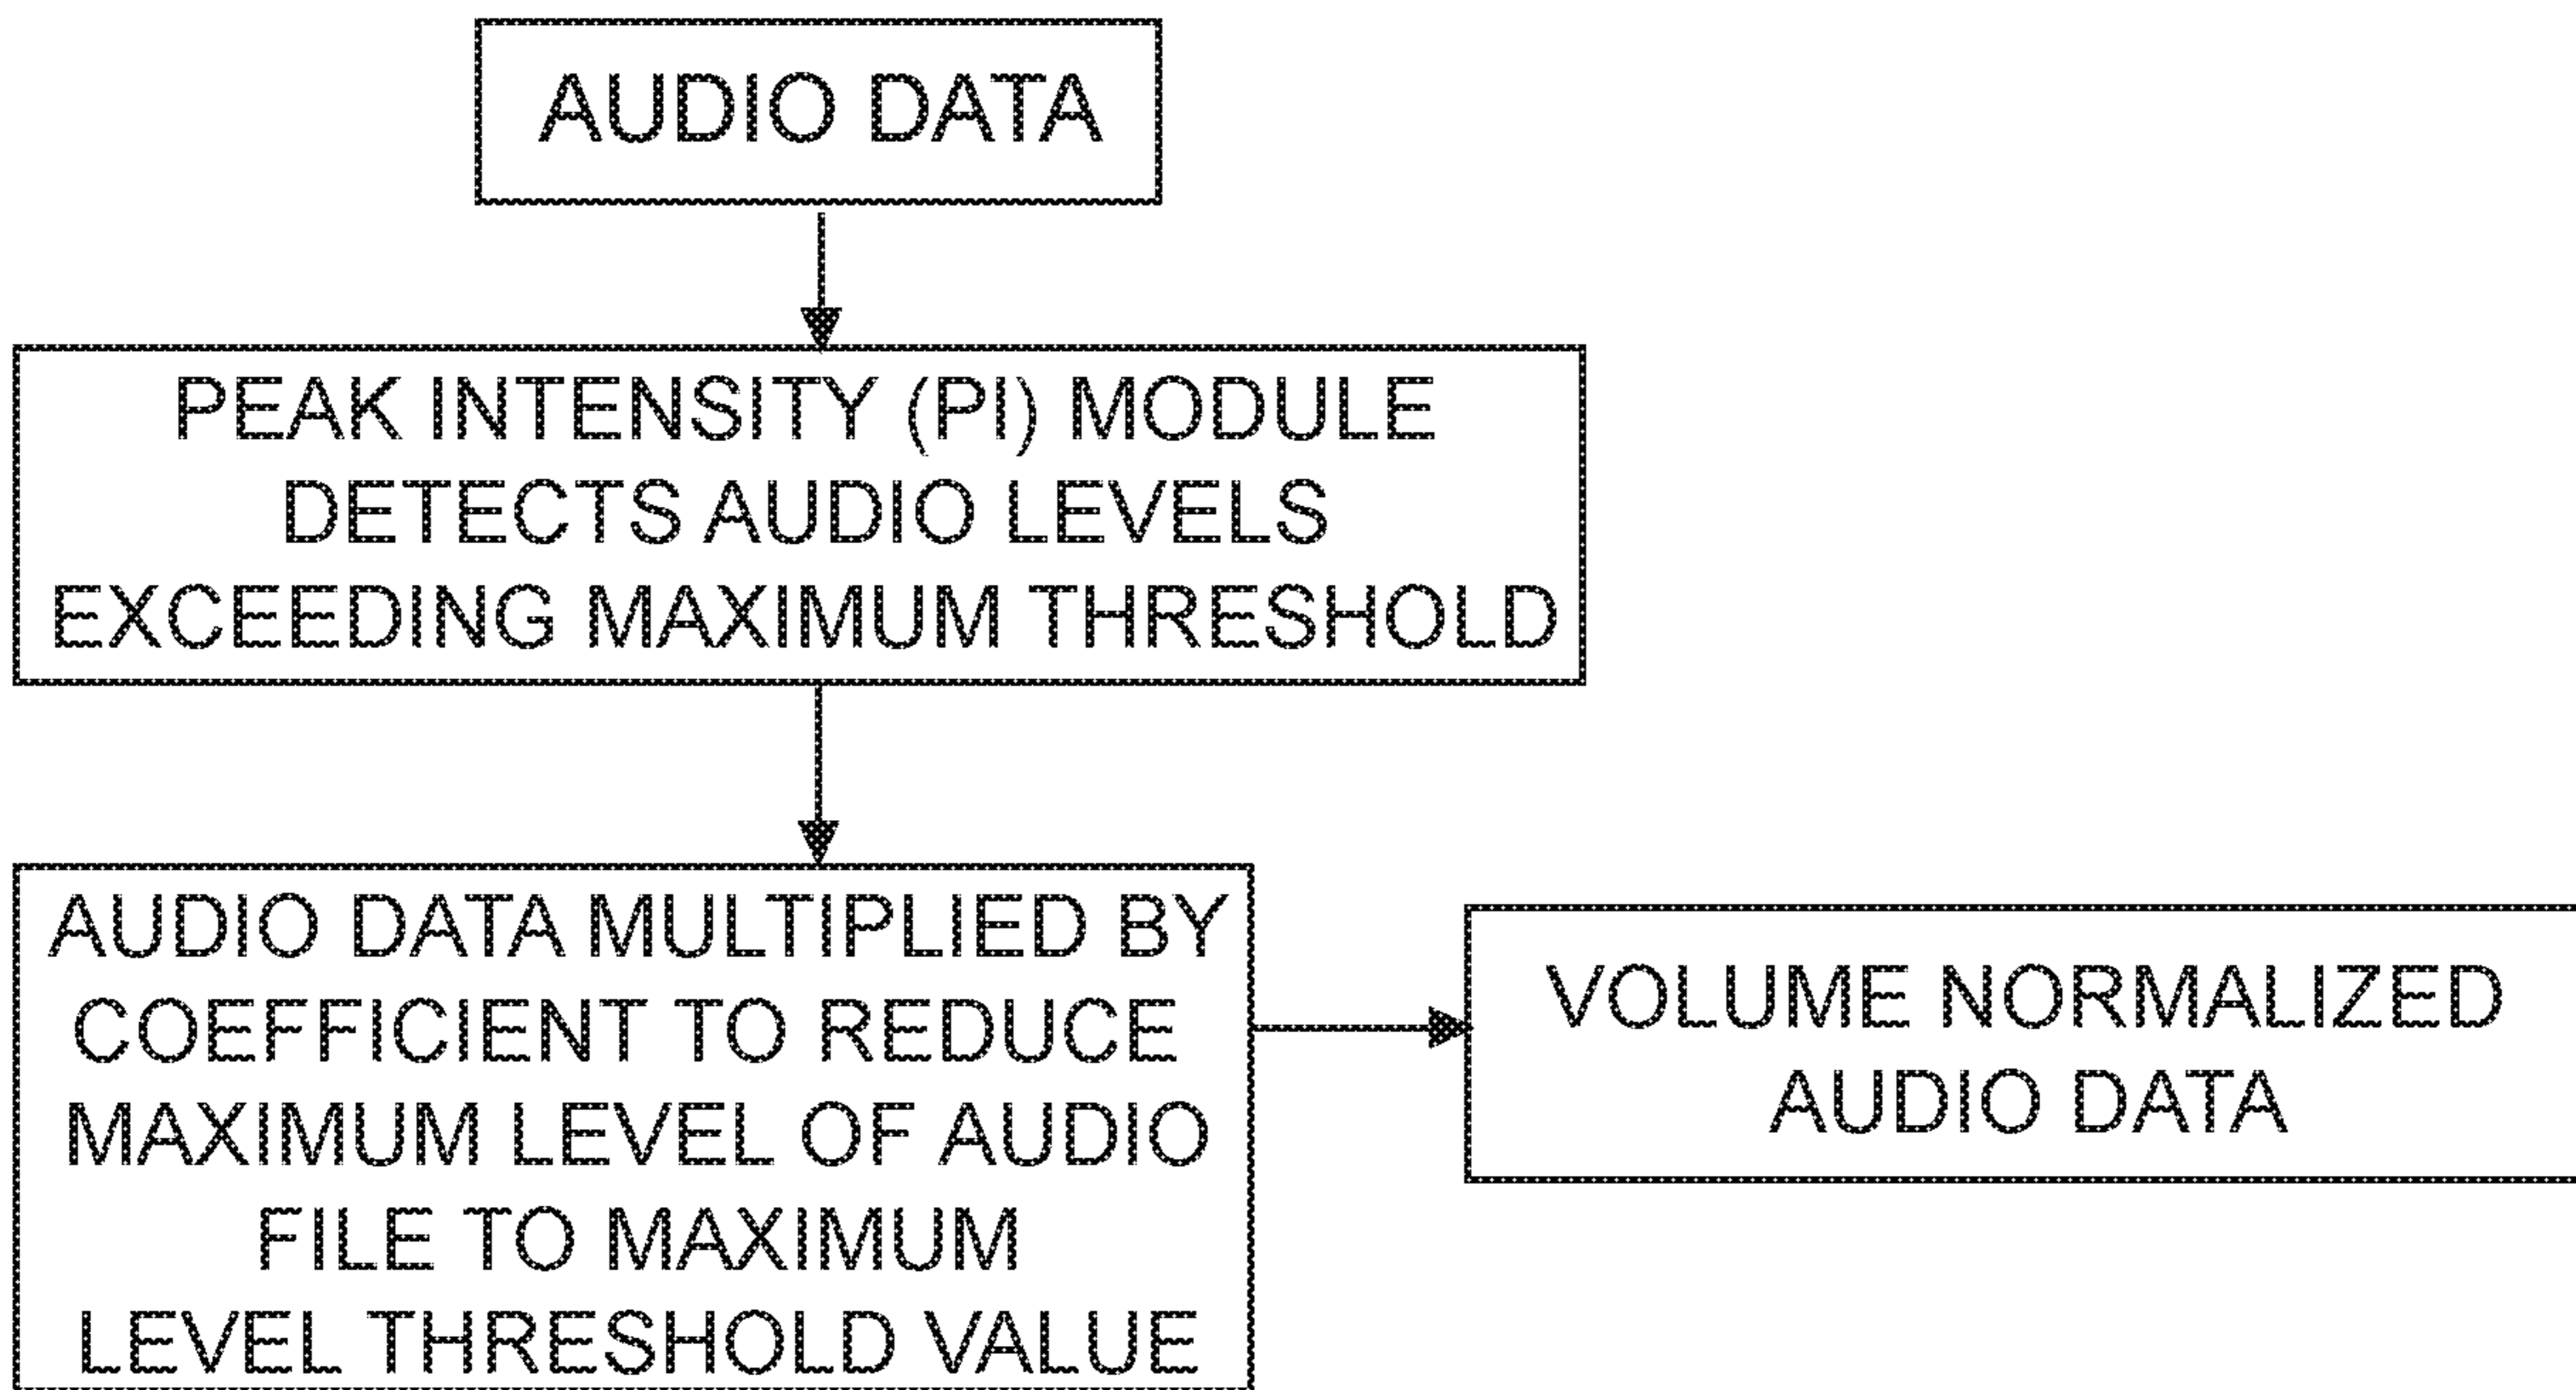 AUDIO DATA
PEAK INTENSITY (PI) MODULE
DETECTS AUDIO LEVELS
EXCEEDING MAXIMUM THRESHOLD
AUDIO DATA MULTIPLIED BY
COEFFICIENT TO REDUCE
MAXIMUM LEVEL OF AUDIO
FILE TO MAXIMUM
LEVEL THRESHOLD VALUE
VOLUME NORMALIZED
AUDIO DATA